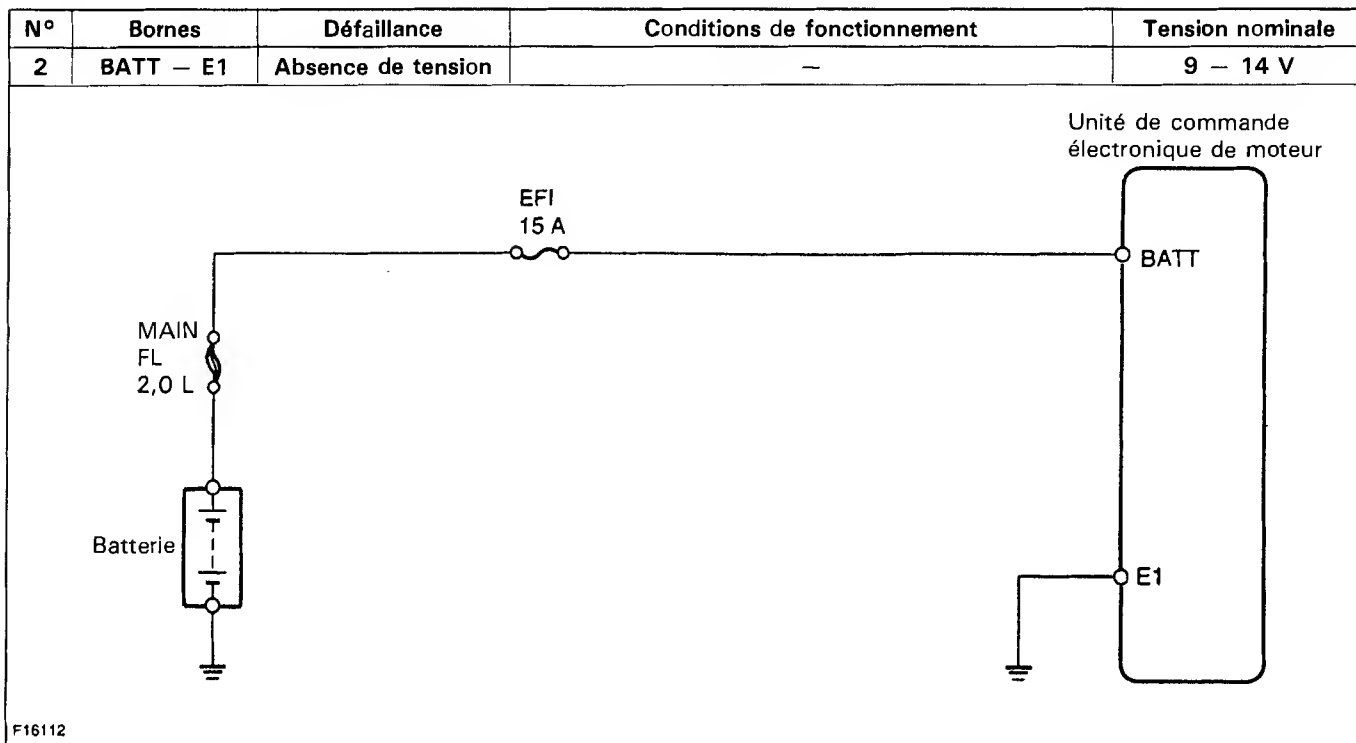 N° Bornes Défaillance Conditions de fonctionnement Tension nominale
2 BATT – E1 Absence de tension – 9 – 14 V
Unité de commande
électronique de moteur
EFI
15 A
BATT
MAIN
FL
2,0 L
Batterie
E1
F16112